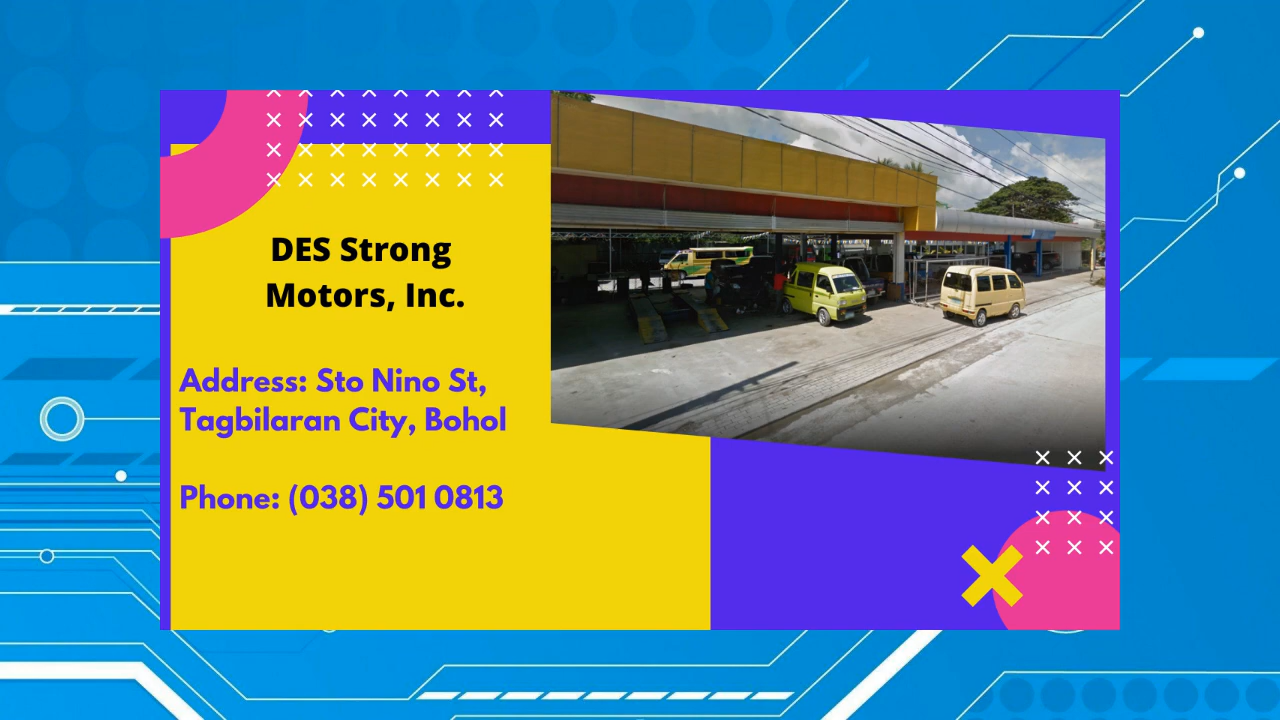 DES Strong
Motors, Inc.
Address: Sto Nino St,
Tagbilaran City, Bohol
Phone: (038) 501 0813